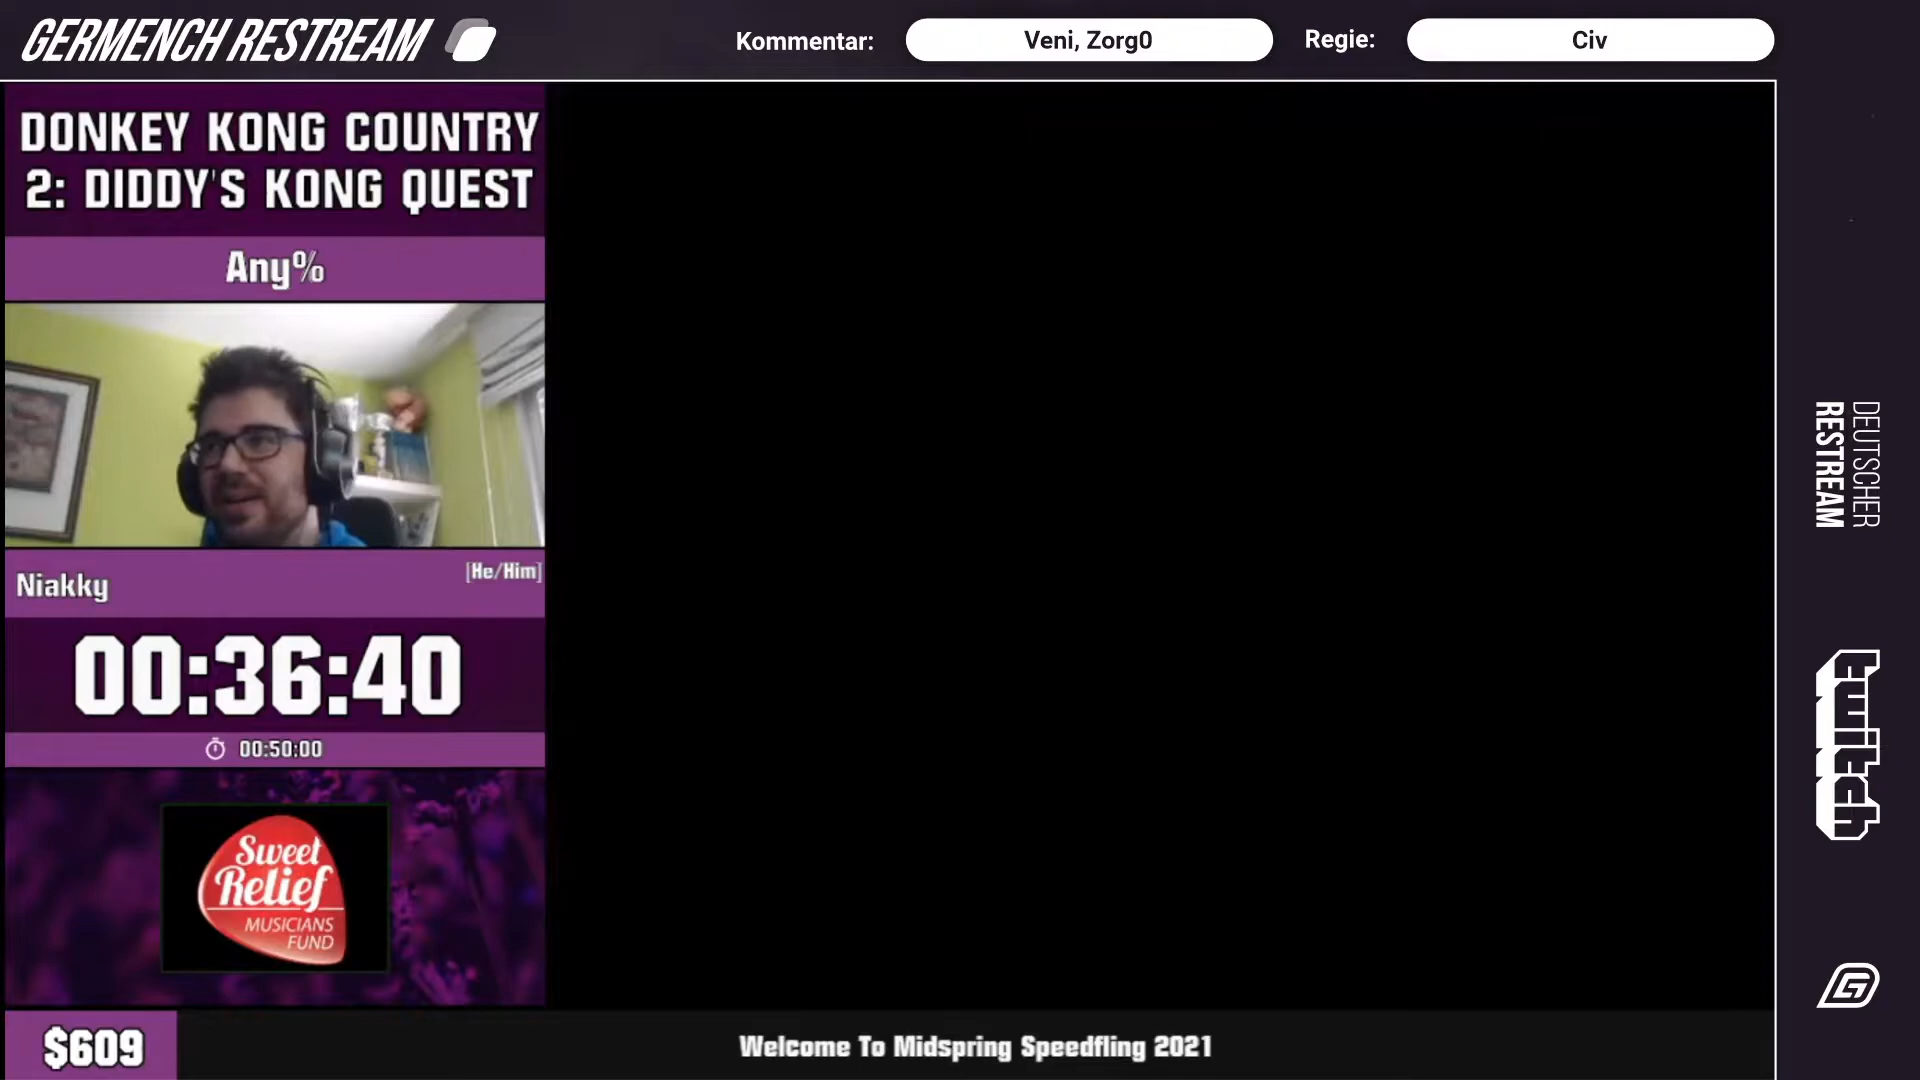 GERMENCH RESTREAM
Kommentar:
Veni, Zorg0
Regie:
Civ
DONKEY KONG COUNTRY
2: DIDDY'S KONG QUEST
Any%
Niakky
[He/Him]
00:36:40
00:50:00
Sweet
Relief
MUSICIANS
FUND
$609
Welcome To Midspring Speedfling 2021
DEUTSCHER
RESTREAM
twitch
G